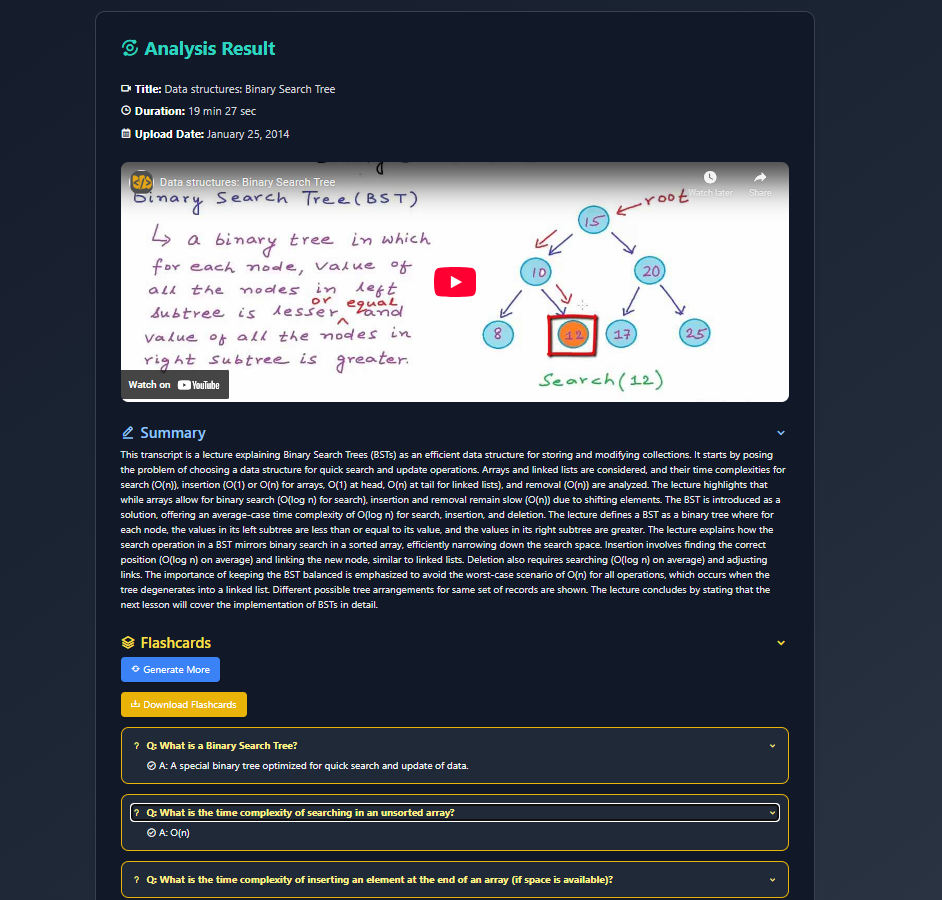 Analysis Result
Title: Data structures: Binary Search Tree
Duration: 19 min 27 sec
Upload Date: January 25, 2014
Data structures: Binary Search Tree
Watch later
Share
Binary Search Tree(BST)
root
15
↳ a binary tree in which
for each node, value of
all the nodes in left
or equal
subtree is lesser and
value of all the nodes in
right subtree is greater.
10
20
8
12
17
25
Search(12)
Watch on YouTube
Summary
This transcript is a lecture explaining Binary Search Trees (BSTs) as an efficient data structure for storing and modifying collections. It starts by posing
the problem of choosing a data structure for quick search and update operations. Arrays and linked lists are considered, and their time complexities for
search (O(n)), insertion (O(1) or O(n) for arrays, O(1) at head, O(n) at tail for linked lists), and removal (O(n)) are analyzed. The lecture highlights that
while arrays allow for binary search (O(log n) for search), insertion and removal remain slow (O(n)) due to shifting elements. The BST is introduced as a
solution, offering an average-case time complexity of O(log n) for search, insertion, and deletion. The lecture defines a BST as a binary tree where for
each node, the values in its left subtree are less than or equal to its value, and the values in its right subtree are greater. The lecture explains how the
search operation in a BST mirrors binary search in a sorted array, efficiently narrowing down the search space. Insertion involves finding the correct
position (O(log n) on average) and linking the new node, similar to linked lists. Deletion also requires searching (O(log n) on average) and adjusting
links. The importance of keeping the BST balanced is emphasized to avoid the worst-case scenario of O(n) for all operations, which occurs when the
tree degenerates into a linked list. Different possible tree arrangements for same set of records are shown. The lecture concludes by stating that the
next lesson will cover the implementation of BSTs in detail.
Flashcards
Generate More
Download Flashcards
? Q: What is a Binary Search Tree?
A: A special binary tree optimized for quick search and update of data.
? Q: What is the time complexity of searching in an unsorted array?
A: O(n)
? Q: What is the time complexity of inserting an element at the end of an array (if space is available)?